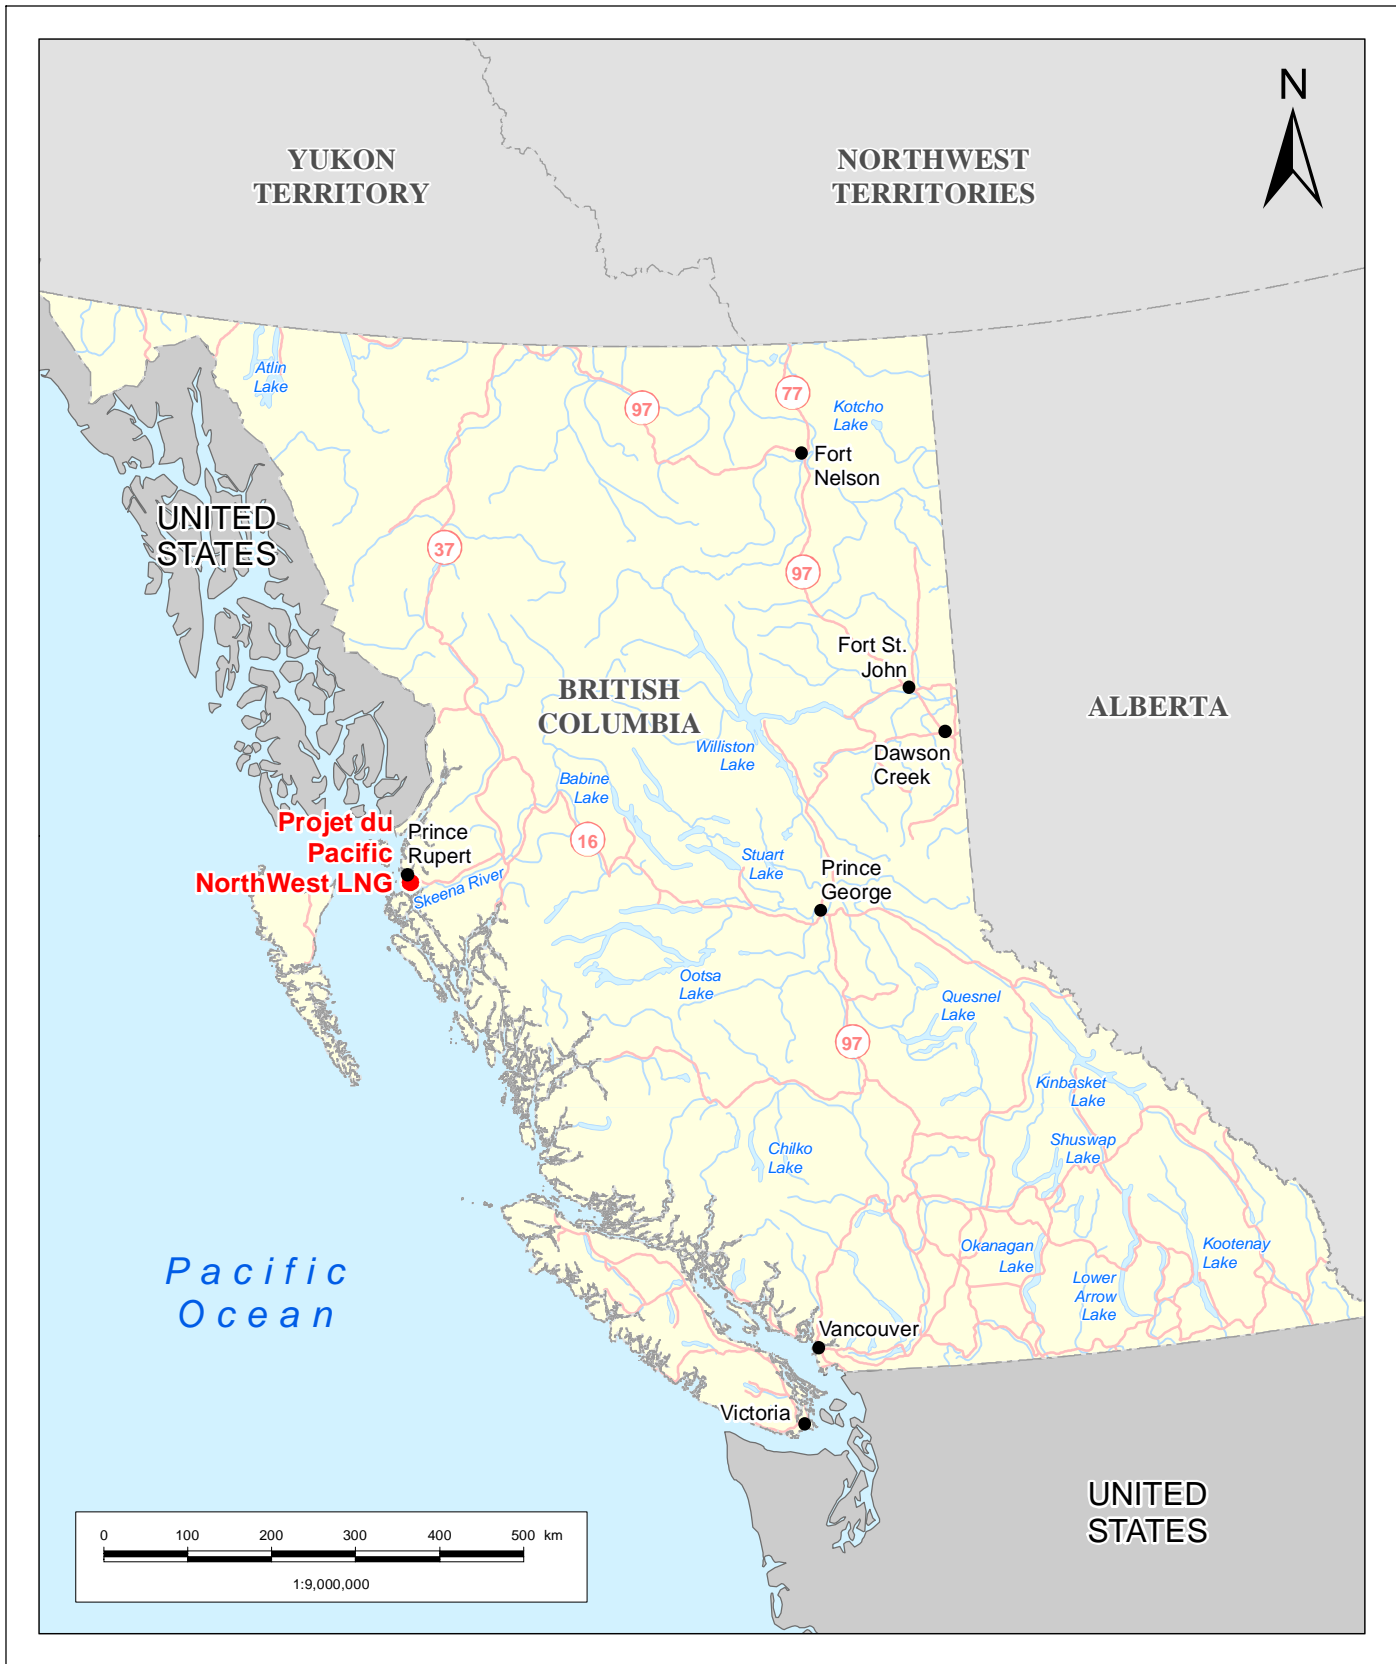 N
YUKON
TERRITORY
NORTHWEST
TERRITORIES
Atlin
Lake
97
77
Kotcho
Lake
Fort
Nelson
UNITED
STATES
37
97
Fort St.
John
BRITISH
COLUMBIA
ALBERTA
Williston
Lake
Dawson
Creek
Babine
Lake
Projet du
Pacific
NorthWest LNG
Prince
Rupert
16
Stuart
Lake
Skeena River
Prince
George
Ootsa
Lake
Quesnel
Lake
97
Kinbasket
Lake
Shuswap
Lake
Chilko
Lake
Pacific
Ocean
Okanagan
Lake
Kootenay
Lake
Lower
Arrow
Lake
Vancouver
Victoria
UNITED
STATES
0 100 200 300 400 500 km
1:9,000,000